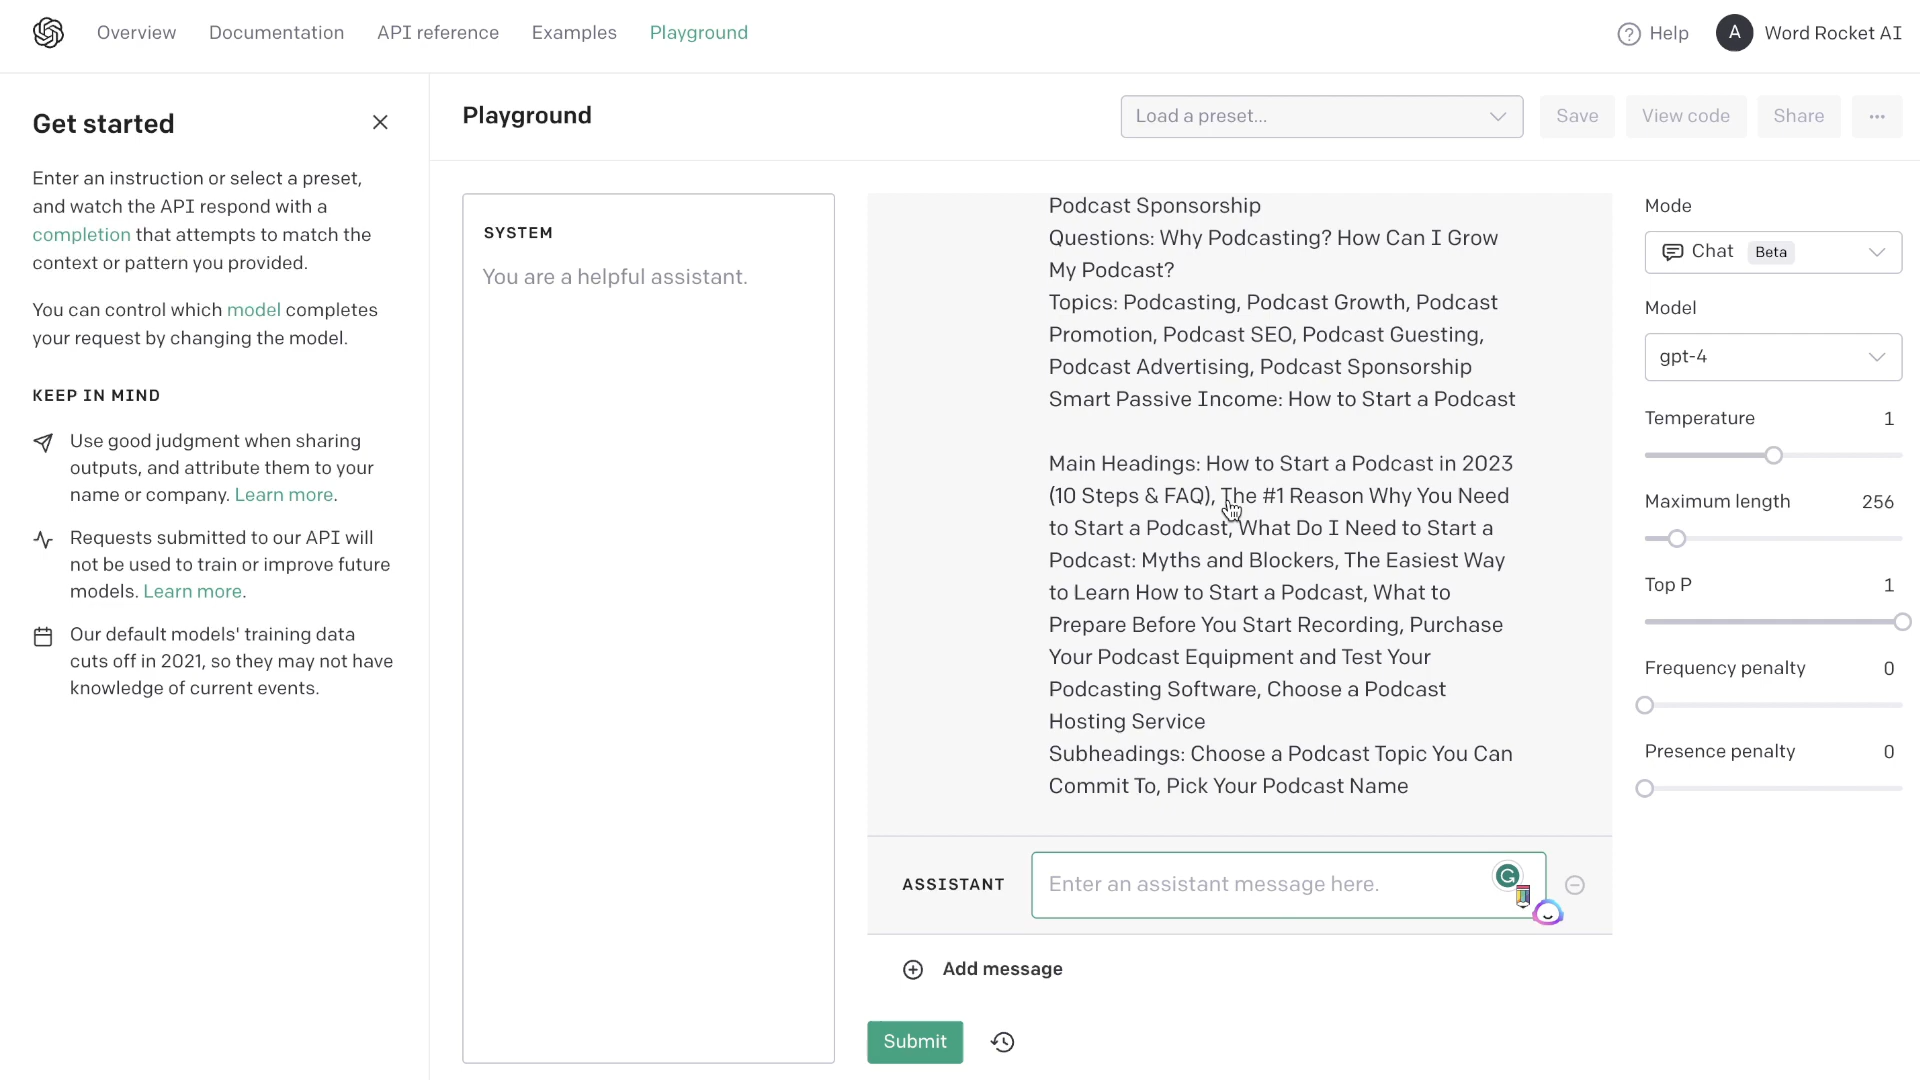 Overview Documentation API reference Examples Playground Help A Word Rocket AI
Get started
Enter an instruction or select a preset,
and watch the API respond with a
completion that attempts to match the
context or pattern you provided.
You can control which model completes
your request by changing the model.
KEEP IN MIND
Use good judgment when sharing
outputs, and attribute them to your
name or company. Learn more.
Requests submitted to our API will
not be used to train or improve future
models. Learn more.
Our default models' training data
cuts off in 2021, so they may not have
knowledge of current events.
Playground
Load a preset...
Save
View code
Share
SYSTEM
You are a helpful assistant.
Podcast Sponsorship
Questions: Why Podcasting? How Can I Grow
My Podcast?
Topics: Podcasting, Podcast Growth, Podcast
Promotion, Podcast SEO, Podcast Guesting,
Podcast Advertising, Podcast Sponsorship
Smart Passive Income: How to Start a Podcast
Main Headings: How to Start a Podcast in 2023
(10 Steps & FAQ), The #1 Reason Why You Need
to Start a Podcast, What Do I Need to Start a
Podcast: Myths and Blockers, The Easiest Way
to Learn How to Start a Podcast, What to
Prepare Before You Start Recording, Purchase
Your Podcast Equipment and Test Your
Podcasting Software, Choose a Podcast
Hosting Service
Subheadings: Choose a Podcast Topic You Can
Commit To, Pick Your Podcast Name
ASSISTANT
Enter an assistant message here.
Add message
Submit
Mode
Chat Beta
Model
gpt-4
Temperature 1
Maximum length 256
Top P 1
Frequency penalty 0
Presence penalty 0